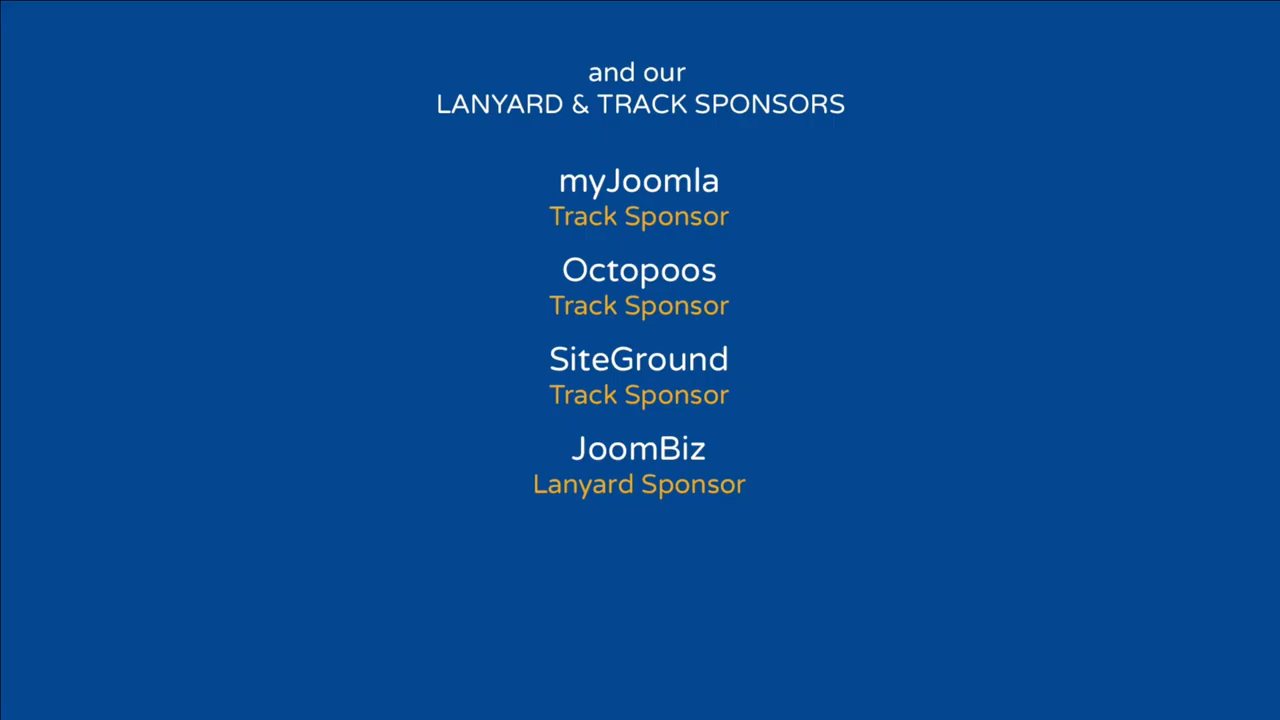 and our
LANYARD & TRACK SPONSORS
myJoomla
Track Sponsor
Octopoos
Track Sponsor
SiteGround
Track Sponsor
JoomBiz
Lanyard Sponsor